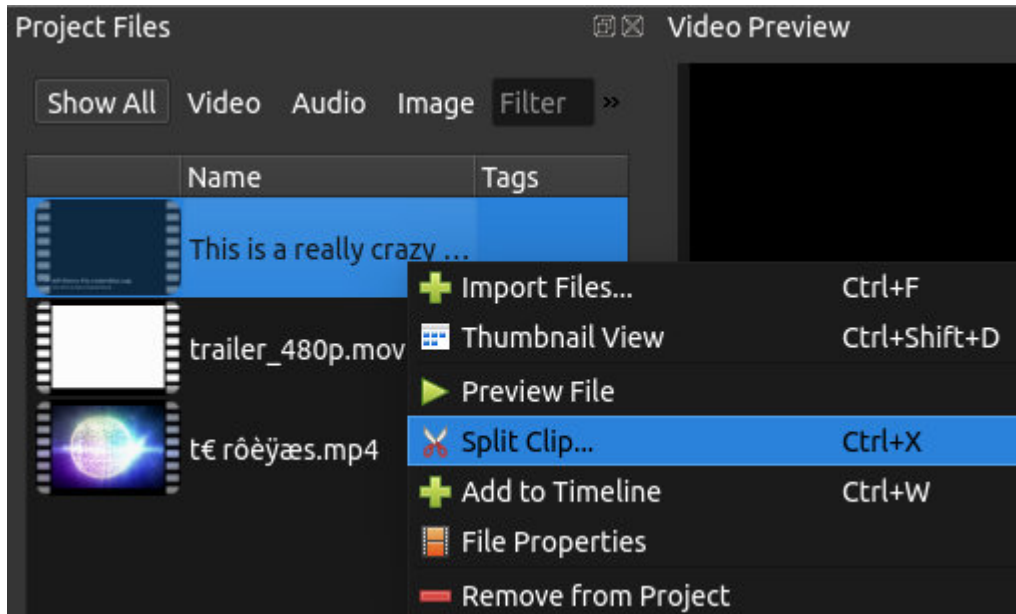 Project Files
Video Preview
Show All Video Audio Image Filter »
Name Tags
This is a really crazy ...
trailer_480p.mov
t€ rôèÿæs.mp4
Import Files... Ctrl+F
Thumbnail View Ctrl+Shift+D
Preview File
Split Clip... Ctrl+X
Add to Timeline Ctrl+W
File Properties
Remove from Project